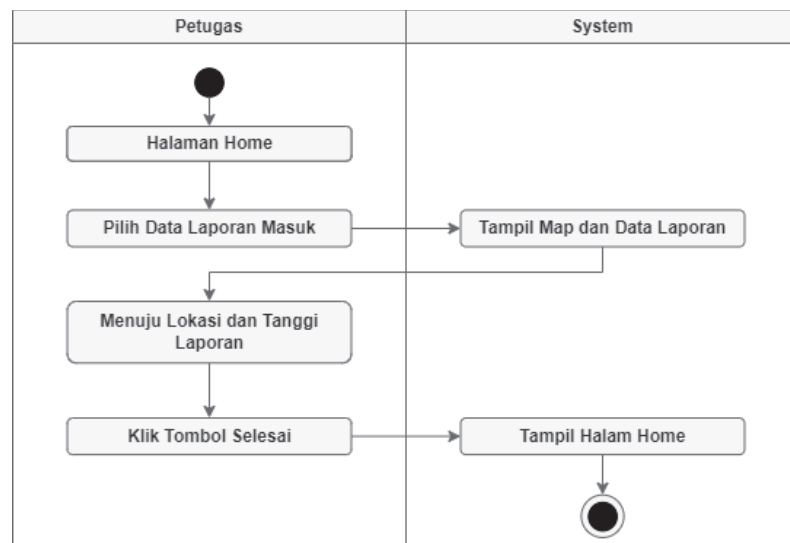 Petugas
System
Halaman Home
Pilih Data Laporan Masuk
Tampil Map dan Data Laporan
Menuju Lokasi dan Tanggi
Laporan
Klik Tombol Selesai
Tampil Halam Home